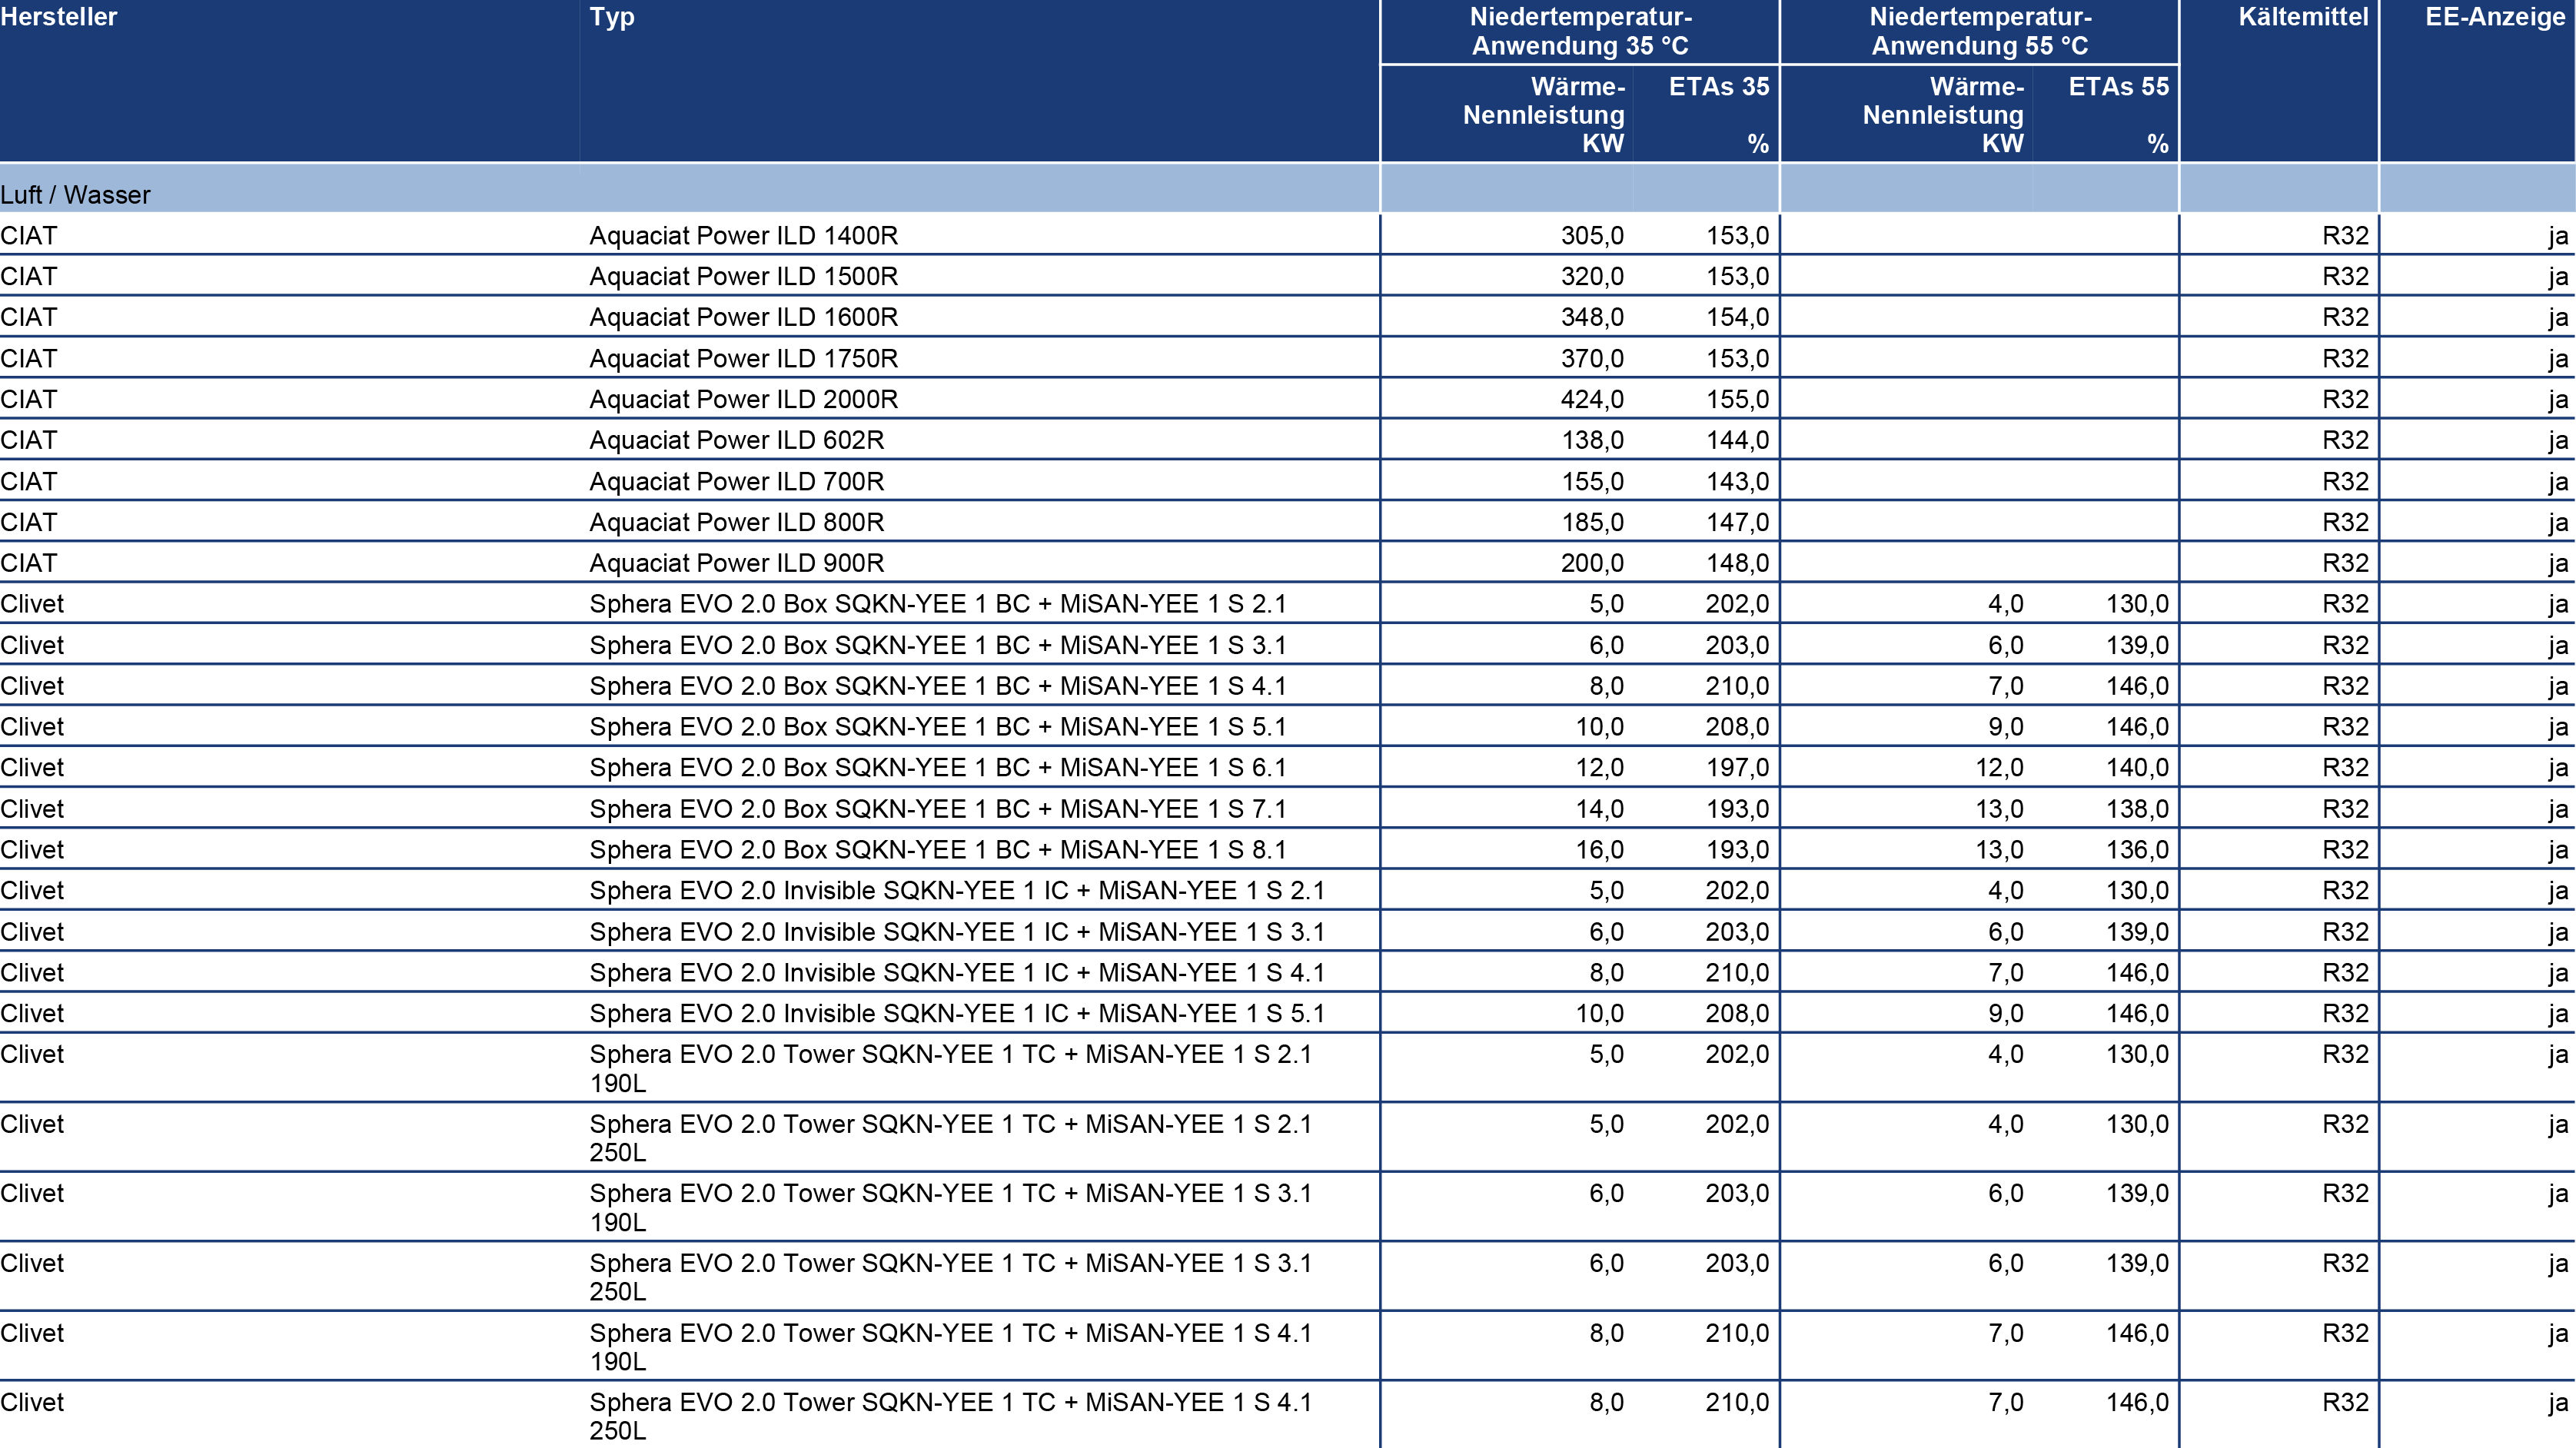 Hersteller Typ Niedertemperatur- Niedertemperatur- Kältemittel EE-Anzeige
Anwendung 35 °C Anwendung 55 °C
Wärme- ETAs 35 Wärme- ETAs 55
Nennleistung Nennleistung
KW % KW %
Luft / Wasser
CIAT Aquaciat Power ILD 1400R 305,0 153,0 R32 ja
CIAT Aquaciat Power ILD 1500R 320,0 153,0 R32 ja
CIAT Aquaciat Power ILD 1600R 348,0 154,0 R32 ja
CIAT Aquaciat Power ILD 1750R 370,0 153,0 R32 ja
CIAT Aquaciat Power ILD 2000R 424,0 155,0 R32 ja
CIAT Aquaciat Power ILD 602R 138,0 144,0 R32 ja
CIAT Aquaciat Power ILD 700R 155,0 143,0 R32 ja
CIAT Aquaciat Power ILD 800R 185,0 147,0 R32 ja
CIAT Aquaciat Power ILD 900R 200,0 148,0 R32 ja
Clivet Sphera EVO 2.0 Box SQKN-YEE 1 BC + MiSAN-YEE 1 S 2.1 5,0 202,0 4,0 130,0 R32 ja
Clivet Sphera EVO 2.0 Box SQKN-YEE 1 BC + MiSAN-YEE 1 S 3.1 6,0 203,0 6,0 139,0 R32 ja
Clivet Sphera EVO 2.0 Box SQKN-YEE 1 BC + MiSAN-YEE 1 S 4.1 8,0 210,0 7,0 146,0 R32 ja
Clivet Sphera EVO 2.0 Box SQKN-YEE 1 BC + MiSAN-YEE 1 S 5.1 10,0 208,0 9,0 146,0 R32 ja
Clivet Sphera EVO 2.0 Box SQKN-YEE 1 BC + MiSAN-YEE 1 S 6.1 12,0 197,0 12,0 140,0 R32 ja
Clivet Sphera EVO 2.0 Box SQKN-YEE 1 BC + MiSAN-YEE 1 S 7.1 14,0 193,0 13,0 138,0 R32 ja
Clivet Sphera EVO 2.0 Box SQKN-YEE 1 BC + MiSAN-YEE 1 S 8.1 16,0 193,0 13,0 136,0 R32 ja
Clivet Sphera EVO 2.0 Invisible SQKN-YEE 1 IC + MiSAN-YEE 1 S 2.1 5,0 202,0 4,0 130,0 R32 ja
Clivet Sphera EVO 2.0 Invisible SQKN-YEE 1 IC + MiSAN-YEE 1 S 3.1 6,0 203,0 6,0 139,0 R32 ja
Clivet Sphera EVO 2.0 Invisible SQKN-YEE 1 IC + MiSAN-YEE 1 S 4.1 8,0 210,0 7,0 146,0 R32 ja
Clivet Sphera EVO 2.0 Invisible SQKN-YEE 1 IC + MiSAN-YEE 1 S 5.1 10,0 208,0 9,0 146,0 R32 ja
Clivet Sphera EVO 2.0 Tower SQKN-YEE 1 TC + MiSAN-YEE 1 S 2.1 5,0 202,0 4,0 130,0 R32 ja
190L
Clivet Sphera EVO 2.0 Tower SQKN-YEE 1 TC + MiSAN-YEE 1 S 2.1 5,0 202,0 4,0 130,0 R32 ja
250L
Clivet Sphera EVO 2.0 Tower SQKN-YEE 1 TC + MiSAN-YEE 1 S 3.1 6,0 203,0 6,0 139,0 R32 ja
190L
Clivet Sphera EVO 2.0 Tower SQKN-YEE 1 TC + MiSAN-YEE 1 S 3.1 6,0 203,0 6,0 139,0 R32 ja
250L
Clivet Sphera EVO 2.0 Tower SQKN-YEE 1 TC + MiSAN-YEE 1 S 4.1 8,0 210,0 7,0 146,0 R32 ja
190L
Clivet Sphera EVO 2.0 Tower SQKN-YEE 1 TC + MiSAN-YEE 1 S 4.1 8,0 210,0 7,0 146,0 R32 ja
250L